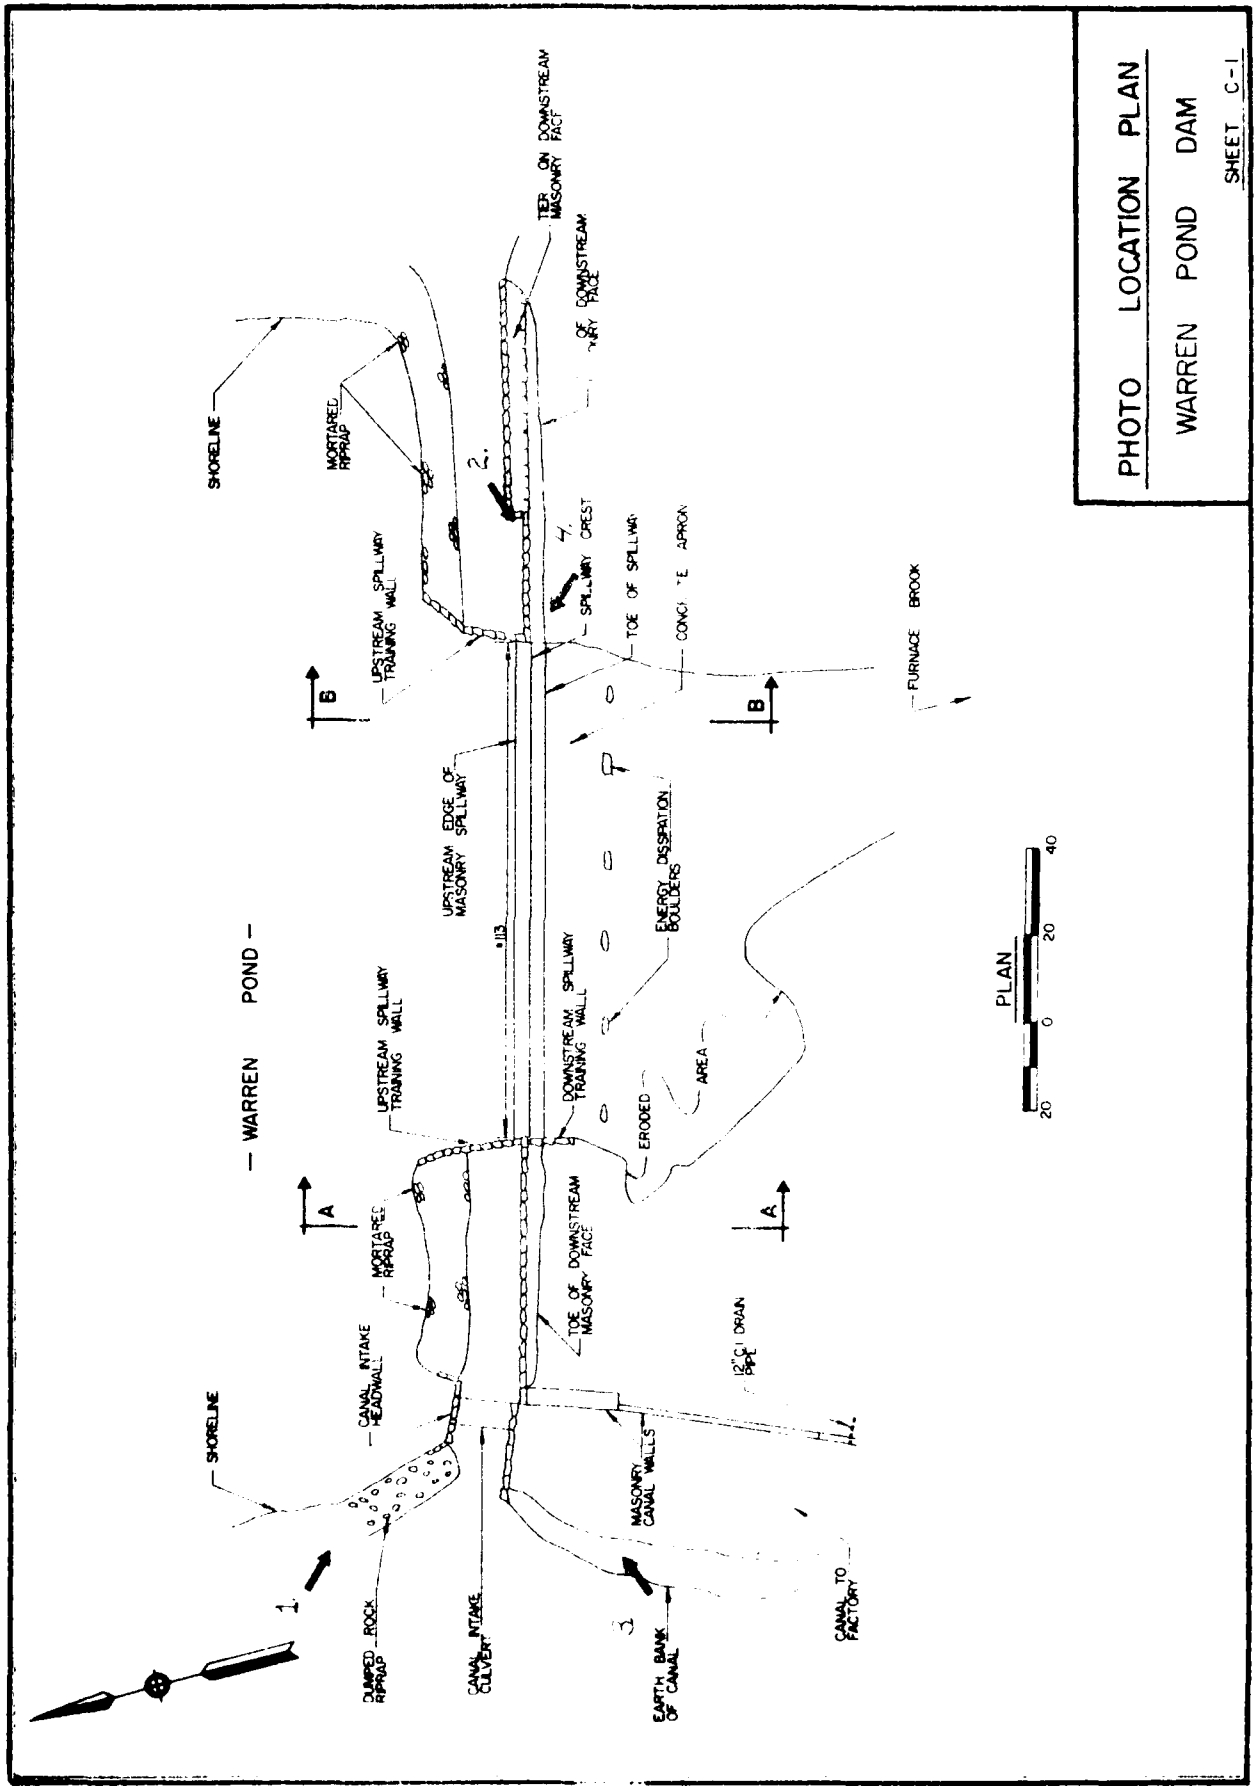 SHORELINE
— WARREN POND —
SHORELINE
MORTARED
RIPRAP
UPSTREAM SPILLWAY
TRAINING WALL
UPSTREAM SPILLWAY
TRAINING WALL
MORTARED
RIPRAP
CANAL INTAKE
HEADWALL
1.
DUMPED ROCK
RIPRAP
CANAL INTAKE
CULVERT
A
B
UPSTREAM EDGE OF
MASONRY SPILLWAY
113
2.
TIER ON DOWNSTREAM
MASONRY FACE
OF DOWNSTREAM
FACE
4.
SPILLWAY CREST
TOE OF
CONCRETE APRON
DOWNSTREAM SPILLWAY
TRAINING WALL
TOE OF DOWNSTREAM
MASONRY FACE
ENERGY DISSIPATION
BOULDERS
ERODED
AREA
MASONRY
CANAL WALLS
3
EARTH BANK
OF CANAL
12" C.I. DRAIN
PIPE
A
B
CANAL TO
FACTORY
FURNACE BROOK
PLAN
20 0 20 40
PHOTO LOCATION PLAN
WARREN POND DAM
SHEET C-1